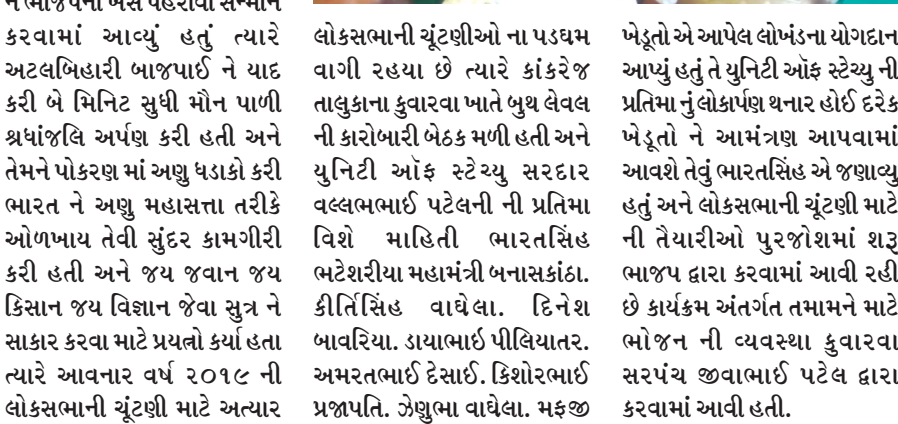 ને ભાજપનો ખેસ પહેરાવી સન્માન
કરવામાં આવ્યું હતું ત્યારે
અટલબિહારી બાજપાઈ ને યાદ
કરી બે મિનિટ સુધી મૌન પાળી
શ્રધાંજલિ અર્પણ કરી હતી અને
તેમને પોકરણ માં અણુ ધડાકો કરી
ભારત ને અણુ મહાસત્તા તરીકે
ઓળખાય તેવી સુંદર કામગીરી
કરી હતી અને જય જવાન જય
કિસાન જય વિજ્ઞાન જેવા સુત્ર ને
સાકાર કરવા માટે પ્રયત્નો કર્યા હતા
ત્યારે આવનાર વર્ષ ૨૦૧૯ ની
લોકસભાની ચૂંટણી માટે અત્યાર
લોકસભાની ચૂંટણીઓ ના પડઘમ
વાગી રહયા છે ત્યારે કાંકરેજ
તાલુકાના કુવારવા ખાતે બુથ લેવલ
ની કારોબારી બેઠક મળી હતી અને
યુનિટી ઑફ સ્ટેચ્યુ સરદાર
વલ્લભભાઈ પટેલની ની પ્રતિમા
વિશે માહિતી ભારતસિંહ
ભટેશરીયા મહામંત્રી બનાસકાંઠા.
કીર્તિસિંહ વાઘેલા. દિનેશ
બાવરિયા. ડાયાભાઇ પીલિયાતર.
અમરતભાઈ દેસાઈ. કિશોરભાઈ
પ્રજાપતિ. ઝેણુભા વાઘેલા. મફજી
ખેડૂતો એ આપેલ લોખંડના યોગદાન
આપ્યું હતું તે યુનિટી ઑફ સ્ટેચ્યુ ની
પ્રતિમા નું લોકાર્પણ થનાર હોઈ દરેક
ખેડૂતો ને આમંત્રણ આપવામાં
આવશે તેવું ભારતસિંહ એ જણાવ્યુ
હતું અને લોકસભાની ચૂંટણી માટે
ની તૈયારીઓ પુરજોશમાં શરૂ
ભાજપ દ્વારા કરવામાં આવી રહી
છે કાર્યક્રમ અંતર્ગત તમામને માટે
ભોજન ની વ્યવસ્થા કુવારવા
સરપંચ જીવાભાઈ પટેલ દ્વારા
કરવામાં આવી હતી.